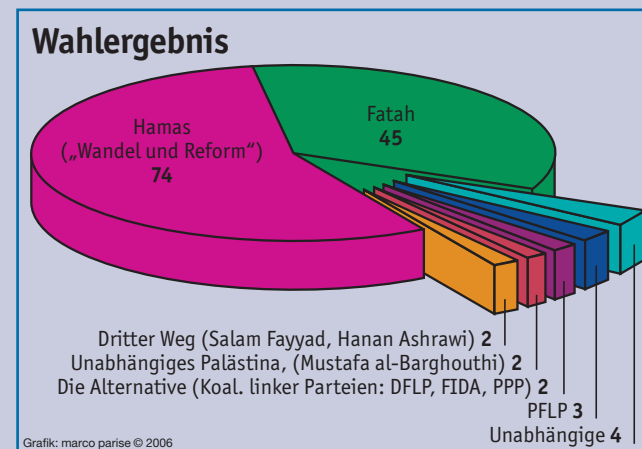 Wahlergebnis
Fatah
45
Hamas
(„Wandel und Reform“)
74
Dritter Weg (Salam Fayyad, Hanan Ashrawi) 2
Unabhängiges Palästina, (Mustafa al-Barghouthi) 2
Die Alternative (Koal. linker Parteien: DFLP, FIDA, PPP) 2
PFLP 3
Unabhängige 4
Grafik: marco parise © 2006